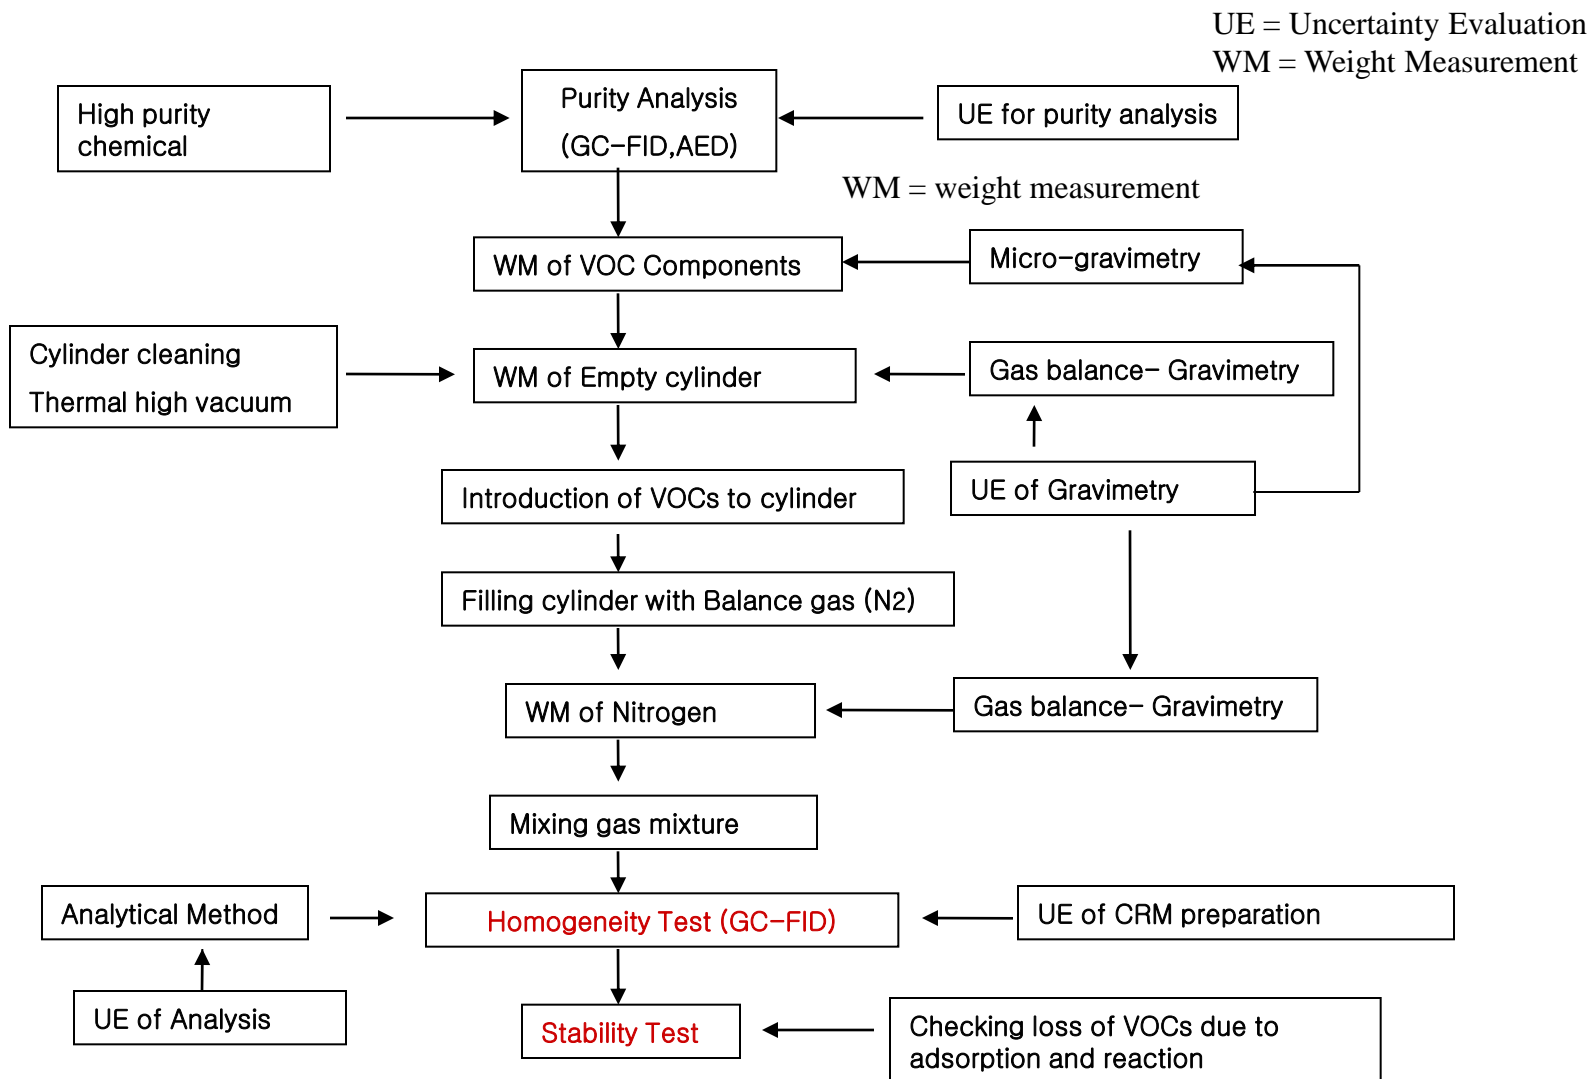 UE = Uncertainty Evaluation
WM = Weight Measurement
High purity
chemical
Purity Analysis
(GC-FID,AED)
UE for purity analysis
WM = weight measurement
WM of VOC Components
Micro-gravimetry
Cylinder cleaning
Thermal high vacuum
WM of Empty cylinder
Gas balance- Gravimetry
Introduction of VOCs to cylinder
UE of Gravimetry
Filling cylinder with Balance gas (N2)
WM of Nitrogen
Gas balance- Gravimetry
Mixing gas mixture
Analytical Method
Homogeneity Test (GC-FID)
UE of CRM preparation
UE of Analysis
Stability Test
Checking loss of VOCs due to
adsorption and reaction